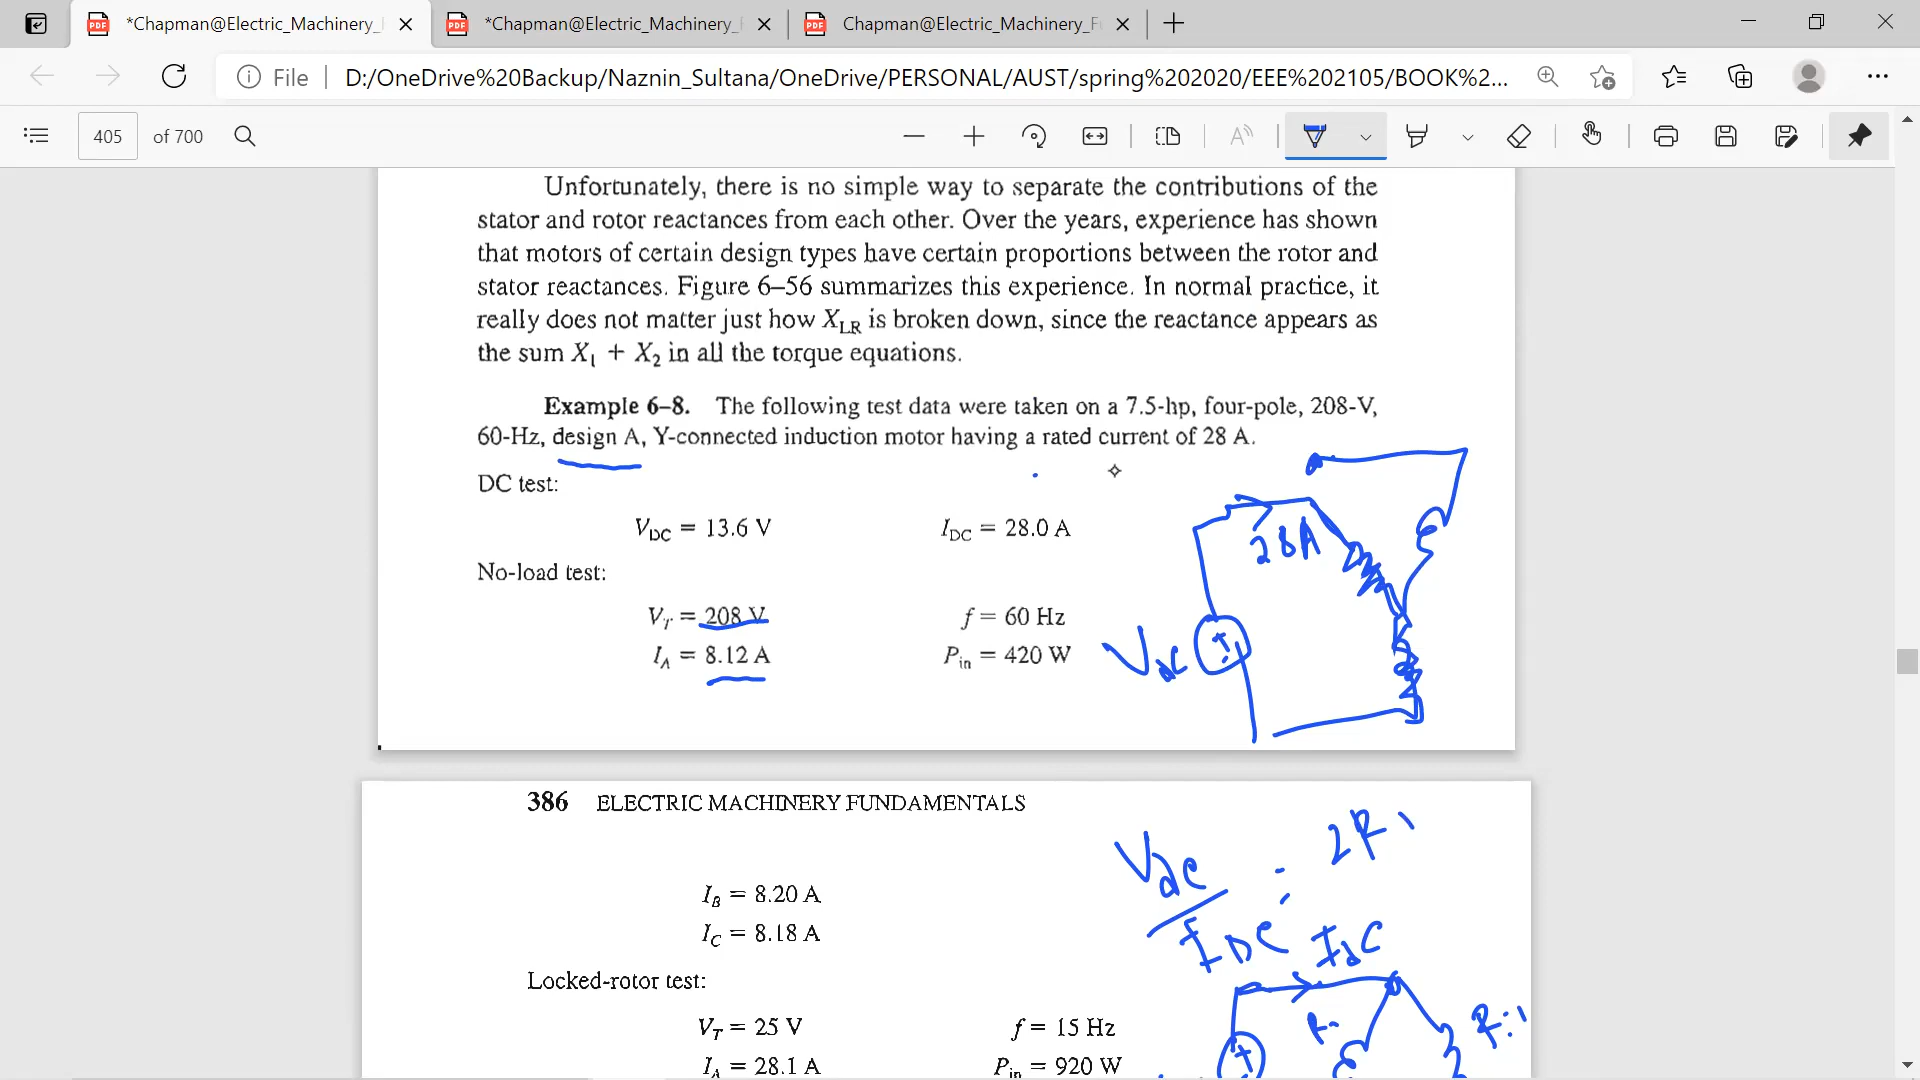 *Chapman@Electric_Machinery_
*Chapman@Electric_Machinery_
Chapman@Electric_Machinery_F
File
D:/OneDrive%20Backup/Naznin_Sultana/OneDrive/PERSONAL/AUST/spring%202020/EEE%202105/BOOK%2...
405 of 700
Unfortunately, there is no simple way to separate the contributions of the
stator and rotor reactances from each other. Over the years, experience has shown
that motors of certain design types have certain proportions between the rotor and
stator reactances. Figure 6–56 summarizes this experience. In normal practice, it
really does not matter just how X_LR is broken down, since the reactance appears as
the sum X₁ + X₂ in all the torque equations.
Example 6–8. The following test data were taken on a 7.5-hp, four-pole, 208-V,
60-Hz, design A, Y-connected induction motor having a rated current of 28 A.
DC test:
V_DC = 13.6 V I_DC = 28.0 A
28A
No-load test:
V_T = 208 V f = 60 Hz
I_A = 8.12 A P_in = 420 W
Vdc
386 ELECTRIC MACHINERY FUNDAMENTALS
Vdc
IDC
= 2R1
I_B = 8.20 A
I_C = 8.18 A
Idc
Locked-rotor test:
V_T = 25 V f = 15 Hz
I_A = 28.1 A P_in = 920 W